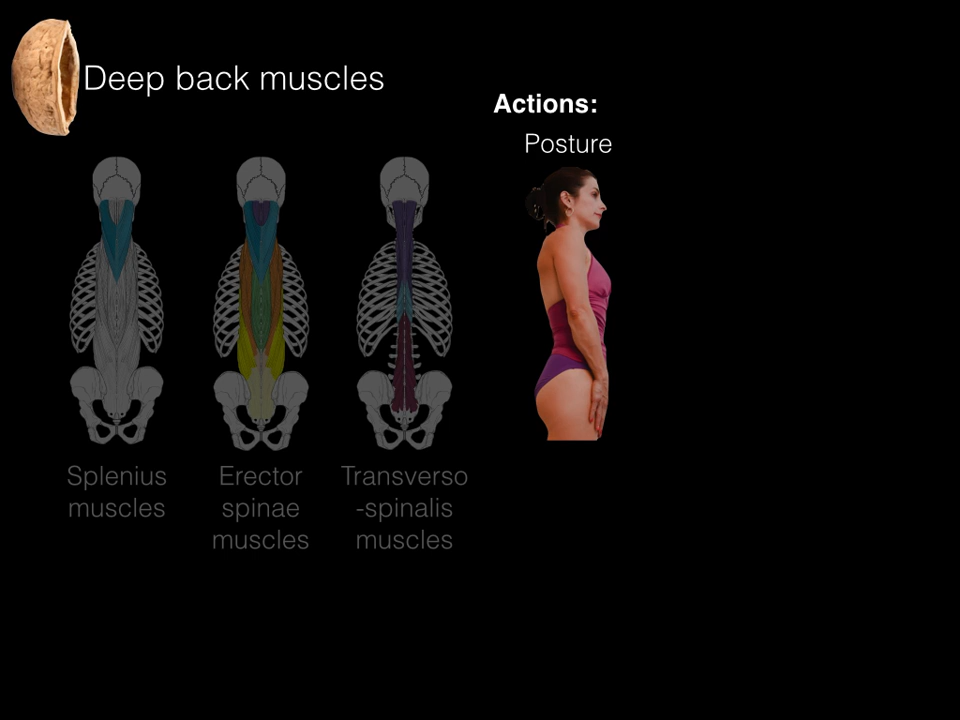 Deep back muscles
Actions:
Posture
Splenius
muscles
Erector
spinae
muscles
Transverso
-spinalis
muscles